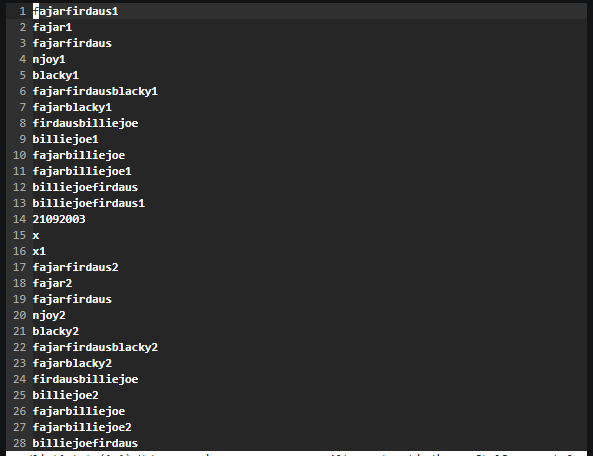 1 fajarfirdaus1
2 fajar1
3 fajarfirdaus
4 njoy1
5 blacky1
6 fajarfirdausblacky1
7 fajarblacky1
8 firdausbilliejoe
9 billiejoe1
10 fajarbilliejoe
11 fajarbilliejoe1
12 billiejoefirdaus
13 billiejoefirdaus1
14 21092003
15 x
16 x1
17 fajarfirdaus2
18 fajar2
19 fajarfirdaus
20 njoy2
21 blacky2
22 fajarfirdausblacky2
23 fajarblacky2
24 firdausbilliejoe
25 billiejoe2
26 fajarbilliejoe
27 fajarbilliejoe2
28 billiejoefirdaus